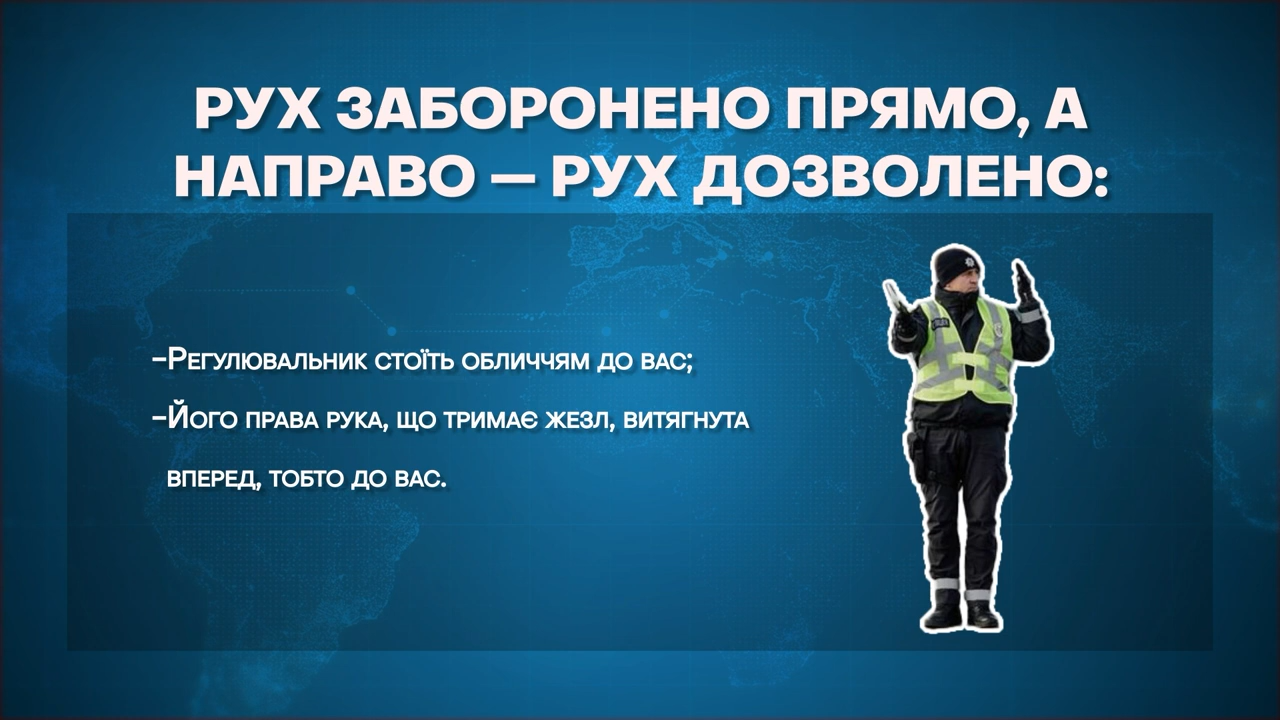 РУХ ЗАБОРОНЕНО ПРЯМО, А
НАПРАВО — РУХ ДОЗВОЛЕНО:
-Регулювальник стоїть обличчям до вас;
-Його права рука, що тримає жезл, витягнута
вперед, тобто до вас.